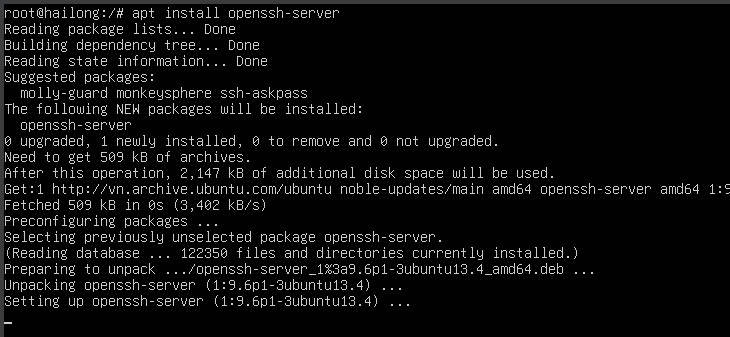 root@hailong:/# apt install openssh-server
Reading package lists... Done
Building dependency tree... Done
Reading state information... Done
Suggested packages:
  molly-guard monkeysphere ssh-askpass
The following NEW packages will be installed:
  openssh-server
0 upgraded, 1 newly installed, 0 to remove and 0 not upgraded.
Need to get 509 kB of archives.
After this operation, 2,147 kB of additional disk space will be used.
Get:1 http://vn.archive.ubuntu.com/ubuntu noble-updates/main amd64 openssh-server amd64 1:9
Fetched 509 kB in 0s (3,402 kB/s)
Preconfiguring packages ...
Selecting previously unselected package openssh-server.
(Reading database ... 122350 files and directories currently installed.)
Preparing to unpack .../openssh-server_1%3a9.6p1-3ubuntu13.4_amd64.deb ...
Unpacking openssh-server (1:9.6p1-3ubuntu13.4) ...
Setting up openssh-server (1:9.6p1-3ubuntu13.4) ...